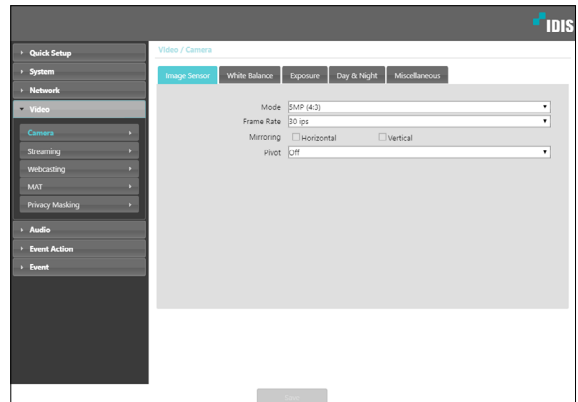 IDIS
Quick Setup
System
Network
Video
Camera
Streaming
Webcasting
MAT
Privacy Masking
Audio
Event Action
Event
Video / Camera
Image Sensor White Balance Exposure Day & Night Miscellaneous
Mode 5MP (4:3)
Frame Rate 30 ips
Mirroring Horizontal Vertical
Pivot Off
Save